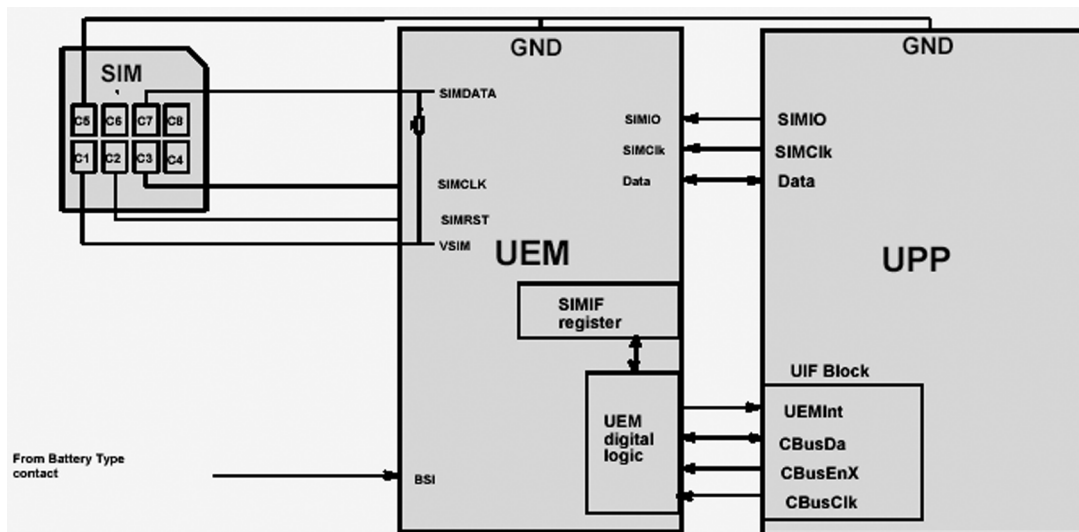 GND
GND
SIM
C5
C6
C7
C8
C1
C2
C3
C4
SIMDATA
SIMCLK
SIMRST
VSIM
SIMIO
SIMClk
Data
SIMIO
SIMClk
Data
UEM
UPP
SIMIF
register
UIF Block
UEM
digital
logic
UEMInt
CBusDa
CBusEnX
CBusClk
From Battery Type
contact
BSI